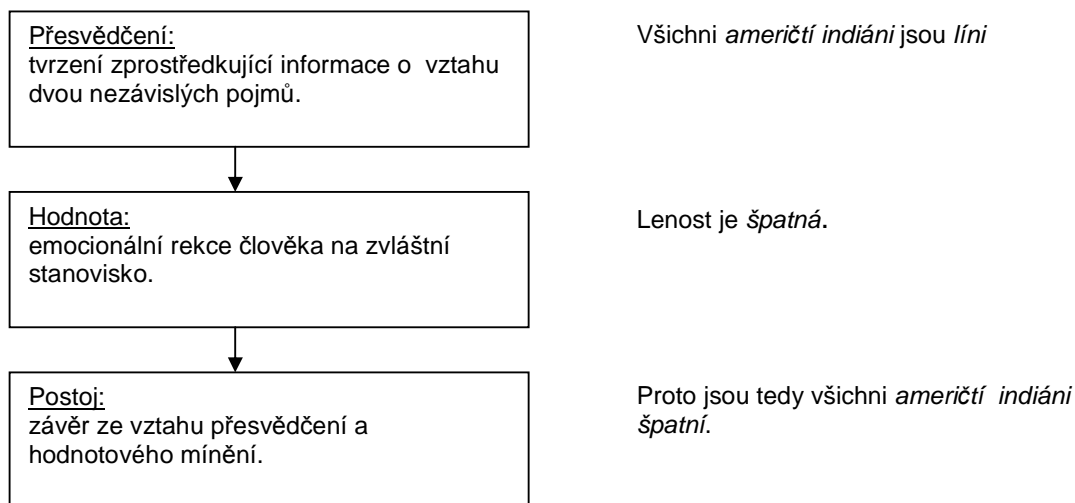 Přesvědčení:
tvrzení zprostředkující informace o vztahu
dvou nezávislých pojmů.
Všichni američtí indiáni jsou líni
Hodnota:
emocionální rekce člověka na zvláštní
stanovisko.
Lenost je špatná.
Postoj:
závěr ze vztahu přesvědčení a
hodnotového mínění.
Proto jsou tedy všichni američtí indiáni
špatní.